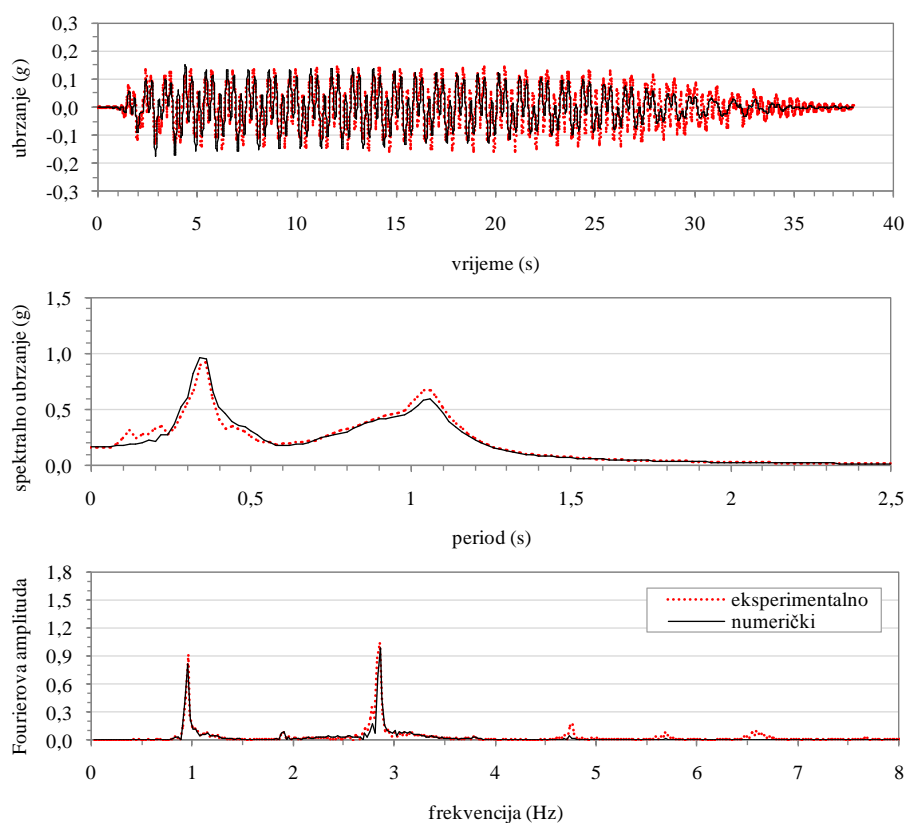 ubrzanje (g)
0,3
0,2
0,1
0,0
-0,1
-0,2
-0,3
0 5 10 15 20 25 30 35 40
vrijeme (s)
spektralno ubrzanje (g)
1,5
1,0
0,5
0,0
0 0,5 1 1,5 2 2,5
period (s)
Fourierova amplituda
1.8
1.5
1.2
0.9
0.6
0.3
0.0
eksperimentalno
numerički
0 1 2 3 4 5 6 7 8
frekvencija (Hz)